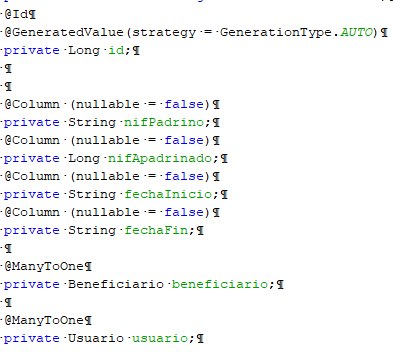 @Id¶
@GeneratedValue(strategy·=·GenerationType.AUTO)¶
·private·Long·id;¶
·¶
·¶
·@Column·(nullable·=·false)¶
·private·String·nifPadrino;¶
·@Column·(nullable·=·false)¶
·private·Long·nifApadrinado;¶
·@Column·(nullable·=·false)¶
·private·String·fechaInicio;¶
·@Column·(nullable·=·false)¶
·private·String·fechaFin;¶
·¶
·@ManyToOne¶
·private·Beneficiario·beneficiario;¶
·¶
·@ManyToOne¶
·private·Usuario·usuario;¶